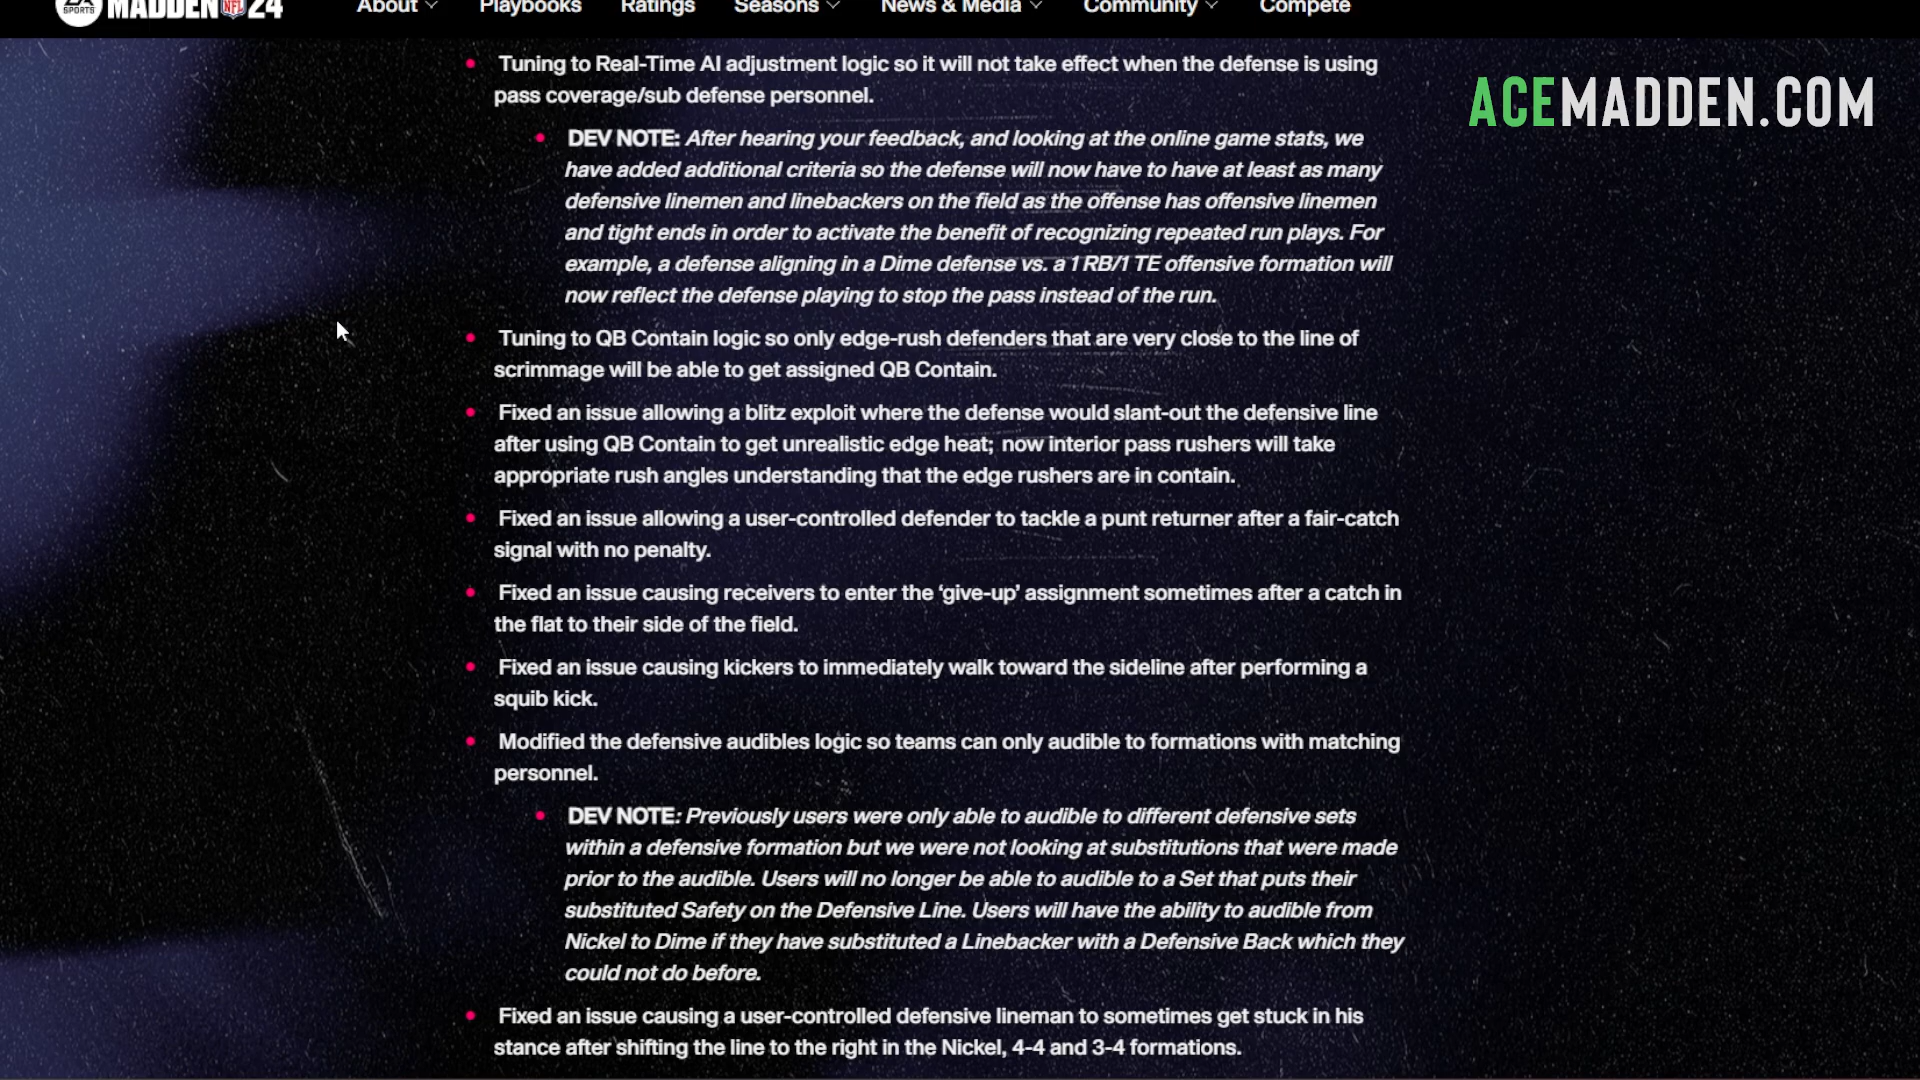 EA SPORTS MADDEN NFL 24 About Playbooks Ratings Seasons News & Media Community Compete
ACEMADDEN.COM
Tuning to Real-Time AI adjustment logic so it will not take effect when the defense is using
pass coverage/sub defense personnel.
DEV NOTE: After hearing your feedback, and looking at the online game stats, we
have added additional criteria so the defense will now have to have at least as many
defensive linemen and linebackers on the field as the offense has offensive linemen
and tight ends in order to activate the benefit of recognizing repeated run plays. For
example, a defense aligning in a Dime defense vs. a 1 RB/1 TE offensive formation will
now reflect the defense playing to stop the pass instead of the run.
Tuning to QB Contain logic so only edge-rush defenders that are very close to the line of
scrimmage will be able to get assigned QB Contain.
Fixed an issue allowing a blitz exploit where the defense would slant-out the defensive line
after using QB Contain to get unrealistic edge heat; now interior pass rushers will take
appropriate rush angles understanding that the edge rushers are in contain.
Fixed an issue allowing a user-controlled defender to tackle a punt returner after a fair-catch
signal with no penalty.
Fixed an issue causing receivers to enter the ‘give-up’ assignment sometimes after a catch in
the flat to their side of the field.
Fixed an issue causing kickers to immediately walk toward the sideline after performing a
squib kick.
Modified the defensive audibles logic so teams can only audible to formations with matching
personnel.
DEV NOTE: Previously users were only able to audible to different defensive sets
within a defensive formation but we were not looking at substitutions that were made
prior to the audible. Users will no longer be able to audible to a Set that puts their
substituted Safety on the Defensive Line. Users will have the ability to audible from
Nickel to Dime if they have substituted a Linebacker with a Defensive Back which they
could not do before.
Fixed an issue causing a user-controlled defensive lineman to sometimes get stuck in his
stance after shifting the line to the right in the Nickel, 4-4 and 3-4 formations.